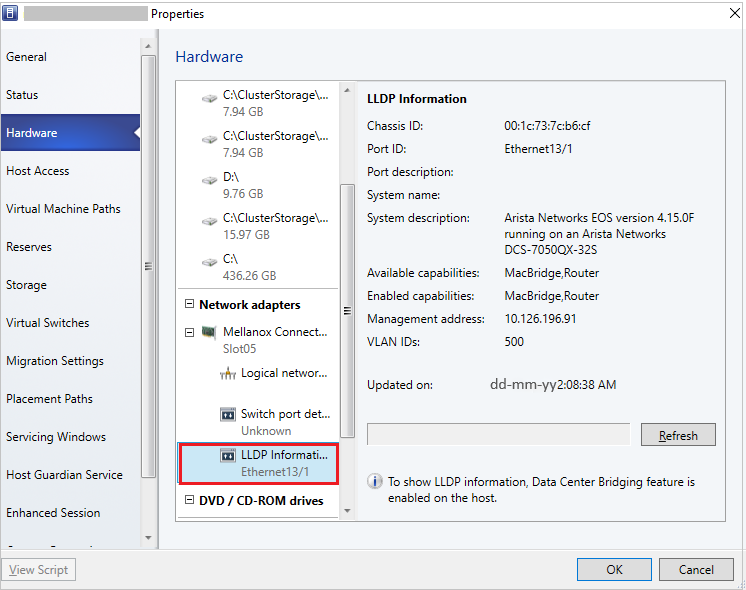 Properties
General
Status
Hardware
Host Access
Virtual Machine Paths
Reserves
Storage
Virtual Switches
Migration Settings
Placement Paths
Servicing Windows
Host Guardian Service
Enhanced Session
View Script
Hardware
C:\ClusterStorage\...
7.94 GB
C:\ClusterStorage\...
7.94 GB
D:\
9.76 GB
C:\ClusterStorage\...
15.97 GB
C:\
436.26 GB
Network adapters
Mellanox Connect...
Slot05
Logical networ...
Switch port det...
Unknown
LLDP Informati...
Ethernet13/1
DVD / CD-ROM drives
LLDP Information
Chassis ID: 00:1c:73:7c:b6:cf
Port ID: Ethernet13/1
Port description:
System name:
System description: Arista Networks EOS version 4.15.0F
running on an Arista Networks
DCS-7050QX-32S
Available capabilities: MacBridge,Router
Enabled capabilities: MacBridge,Router
Management address: 10.126.196.91
VLAN IDs: 500
Updated on: dd-mm-yy2:08:38 AM
Refresh
To show LLDP information, Data Center Bridging feature is
enabled on the host.
OK Cancel